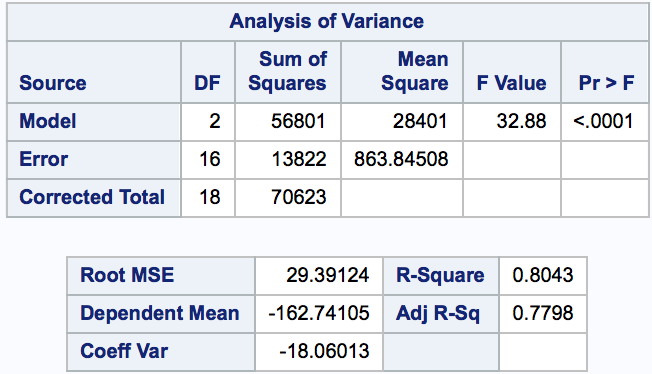 Analysis of Variance
Source DF Sum of Squares Mean Square F Value Pr > F
Model 2 56801 28401 32.88 <.0001
Error 16 13822 863.84508
Corrected Total 18 70623
Root MSE 29.39124 R-Square 0.8043
Dependent Mean -162.74105 Adj R-Sq 0.7798
Coeff Var -18.06013